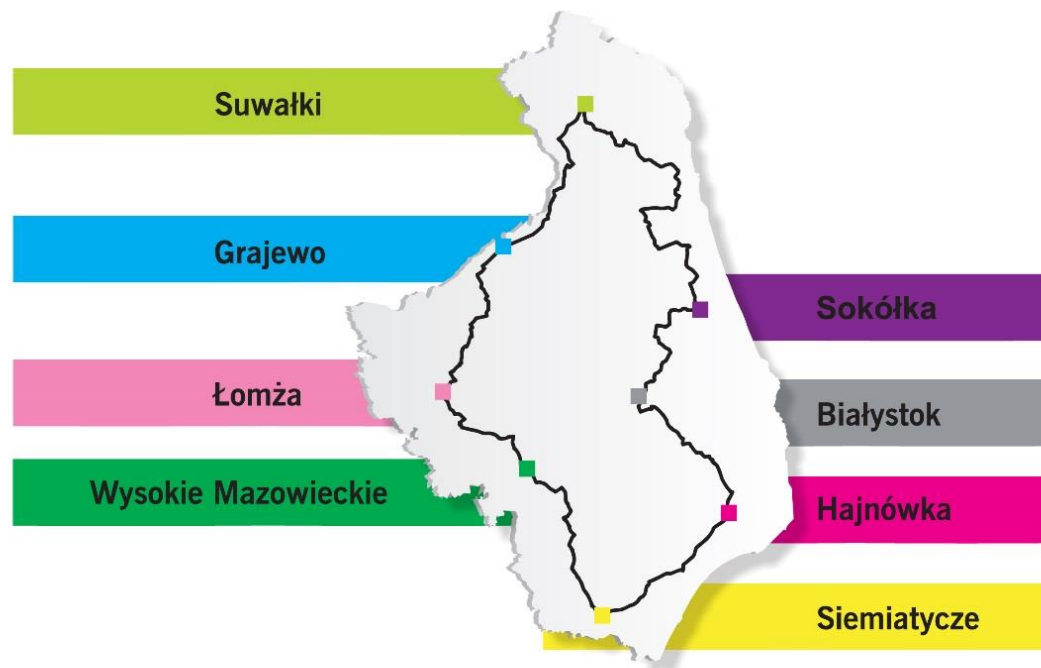 Suwałki
Grajewo
Łomża
Wysokie Mazowieckie
Sokółka
Białystok
Hajnówka
Siemiatycze